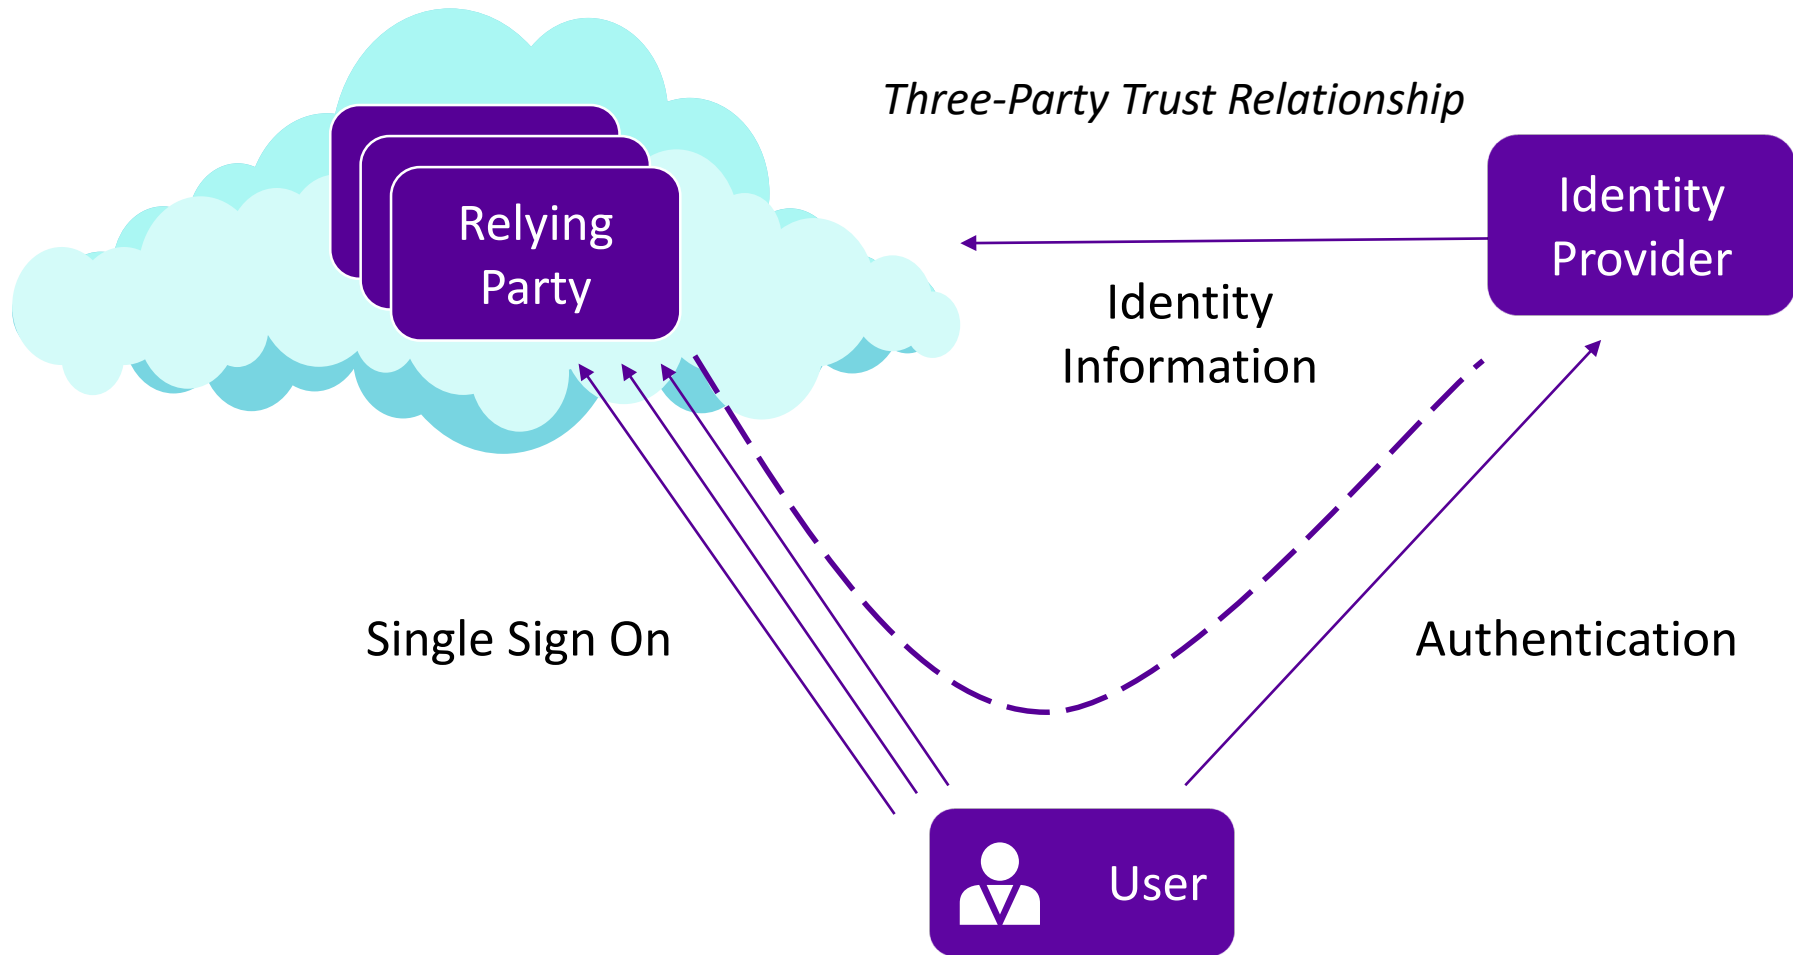 Three-Party Trust Relationship
Relying
Party
Identity
Provider
Identity
Information
Single Sign On
Authentication
User